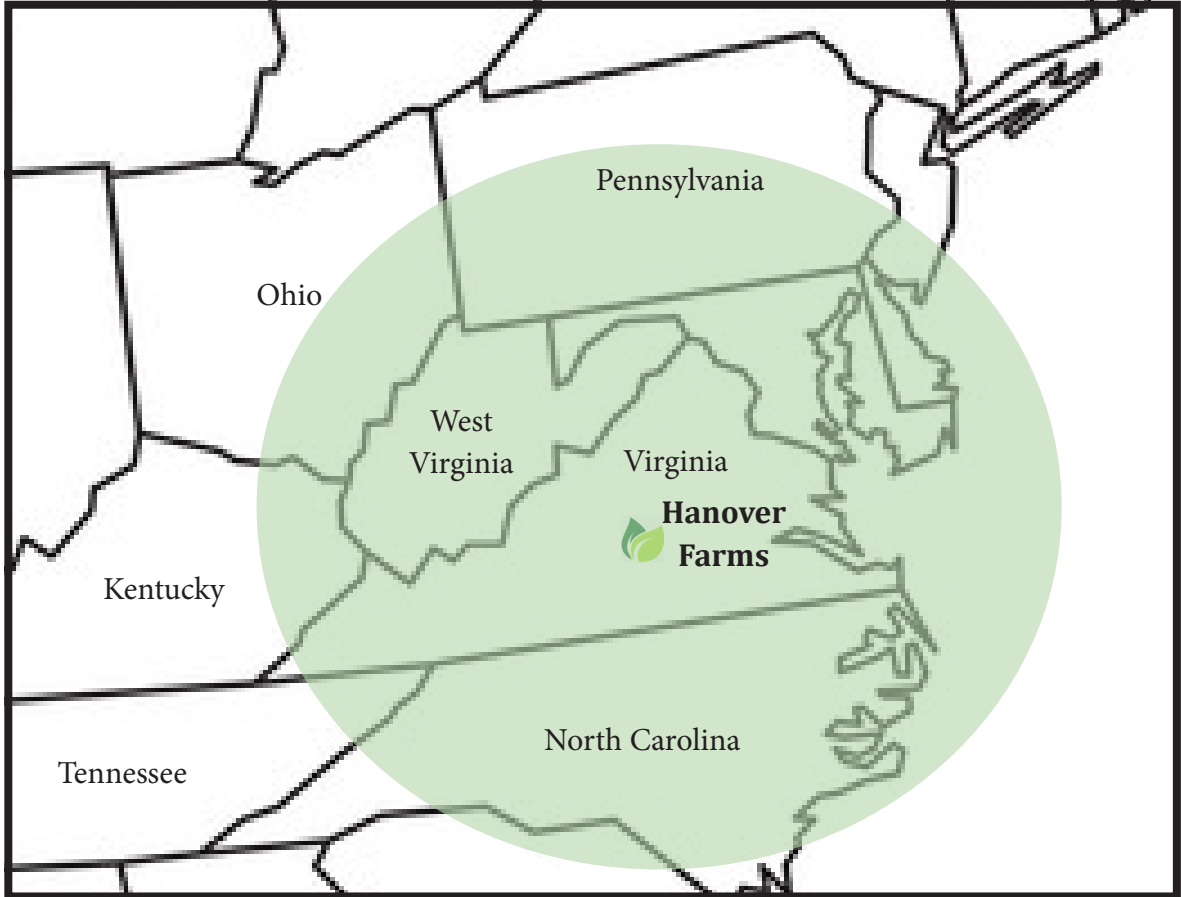 Pennsylvania
Ohio
West
Virginia
Virginia
Hanover
Farms
Kentucky
North Carolina
Tennessee